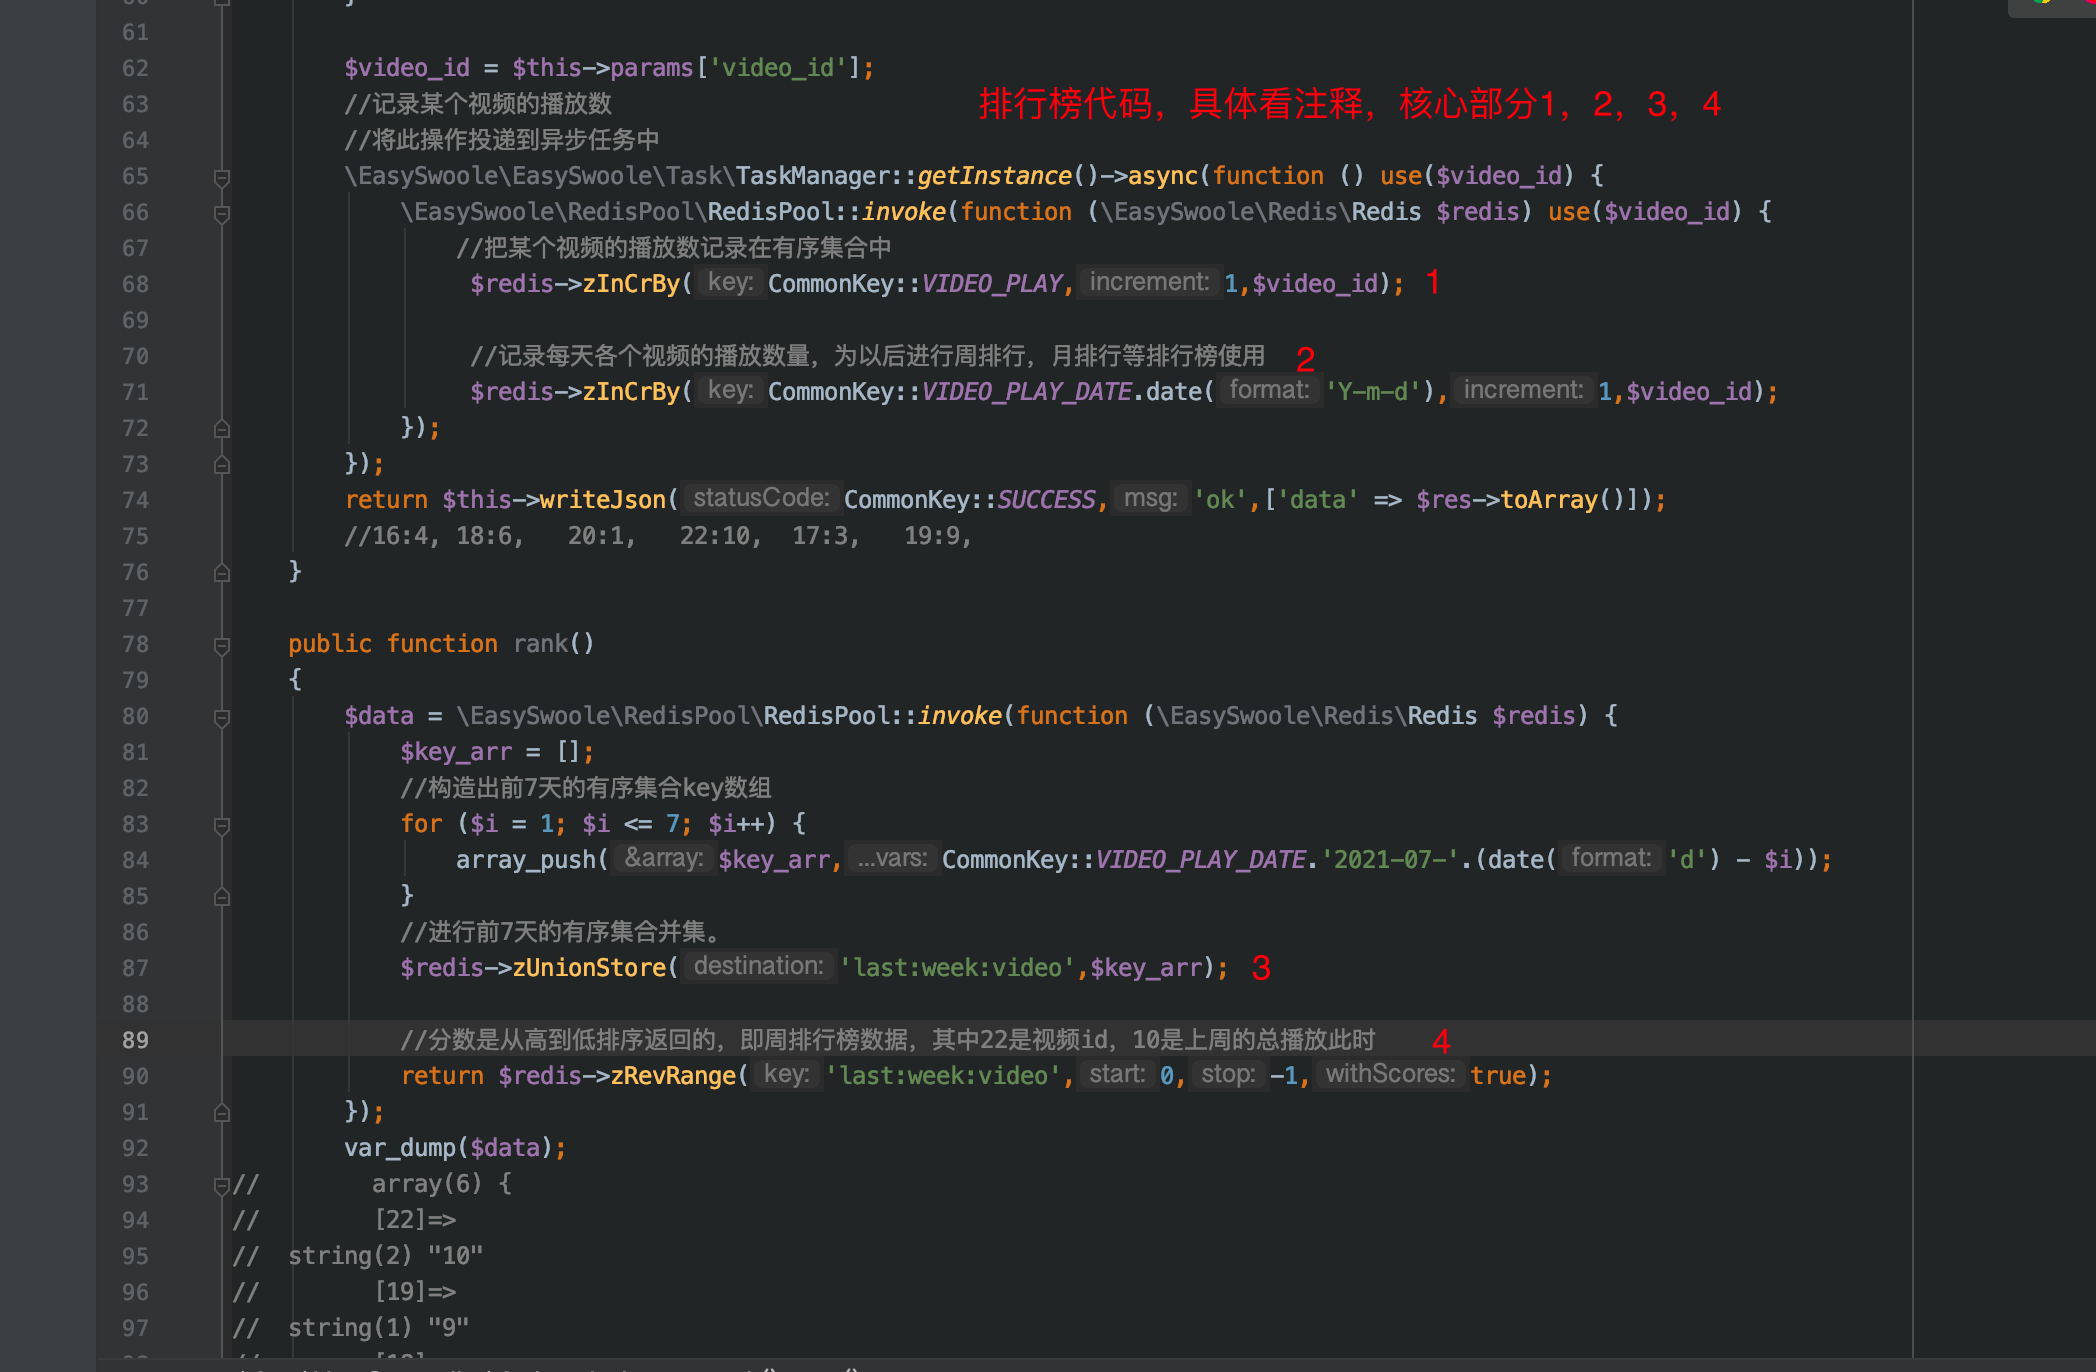 61
62 $video_id = $this->params['video_id'];
63 //记录某个视频的播放数 排行榜代码，具体看注释，核心部分1，2，3，4
64 //将此操作投递到异步任务中
65 \EasySwoole\EasySwoole\Task\TaskManager::getInstance()->async(function () use($video_id) {
66 \EasySwoole\RedisPool\RedisPool::invoke(function (\EasySwoole\Redis\Redis $redis) use($video_id) {
67 //把某个视频的播放数记录在有序集合中
68 $redis->zInCrBy( key: CommonKey::VIDEO_PLAY, increment: 1,$video_id); 1
69
70 //记录每天各个视频的播放数量，为以后进行周排行，月排行等排行榜使用 2
71 $redis->zInCrBy( key: CommonKey::VIDEO_PLAY_DATE.date( format: 'Y-m-d'), increment: 1,$video_id);
72 });
73 });
74 return $this->writeJson( statusCode: CommonKey::SUCCESS, msg: 'ok',['data' => $res->toArray()]);
75 //16:4, 18:6, 20:1, 22:10, 17:3, 19:9,
76 }
77
78 public function rank()
79 {
80 $data = \EasySwoole\RedisPool\RedisPool::invoke(function (\EasySwoole\Redis\Redis $redis) {
81 $key_arr = [];
82 //构造出前7天的有序集合key数组
83 for ($i = 1; $i <= 7; $i++) {
84 array_push( &array: $key_arr, ...vars: CommonKey::VIDEO_PLAY_DATE.'2021-07-'.(date( format: 'd') - $i));
85 }
86 //进行前7天的有序集合并集。
87 $redis->zUnionStore( destination: 'last:week:video',$key_arr); 3
88
89 //分数是从高到低排序返回的，即周排行榜数据，其中22是视频id，10是上周的总播放此时 4
90 return $redis->zRevRange( key: 'last:week:video', start: 0, stop: -1, withScores: true);
91 });
92 var_dump($data);
93 // array(6) {
94 // [22]=>
95 // string(2) "10"
96 // [19]=>
97 // string(1) "9"